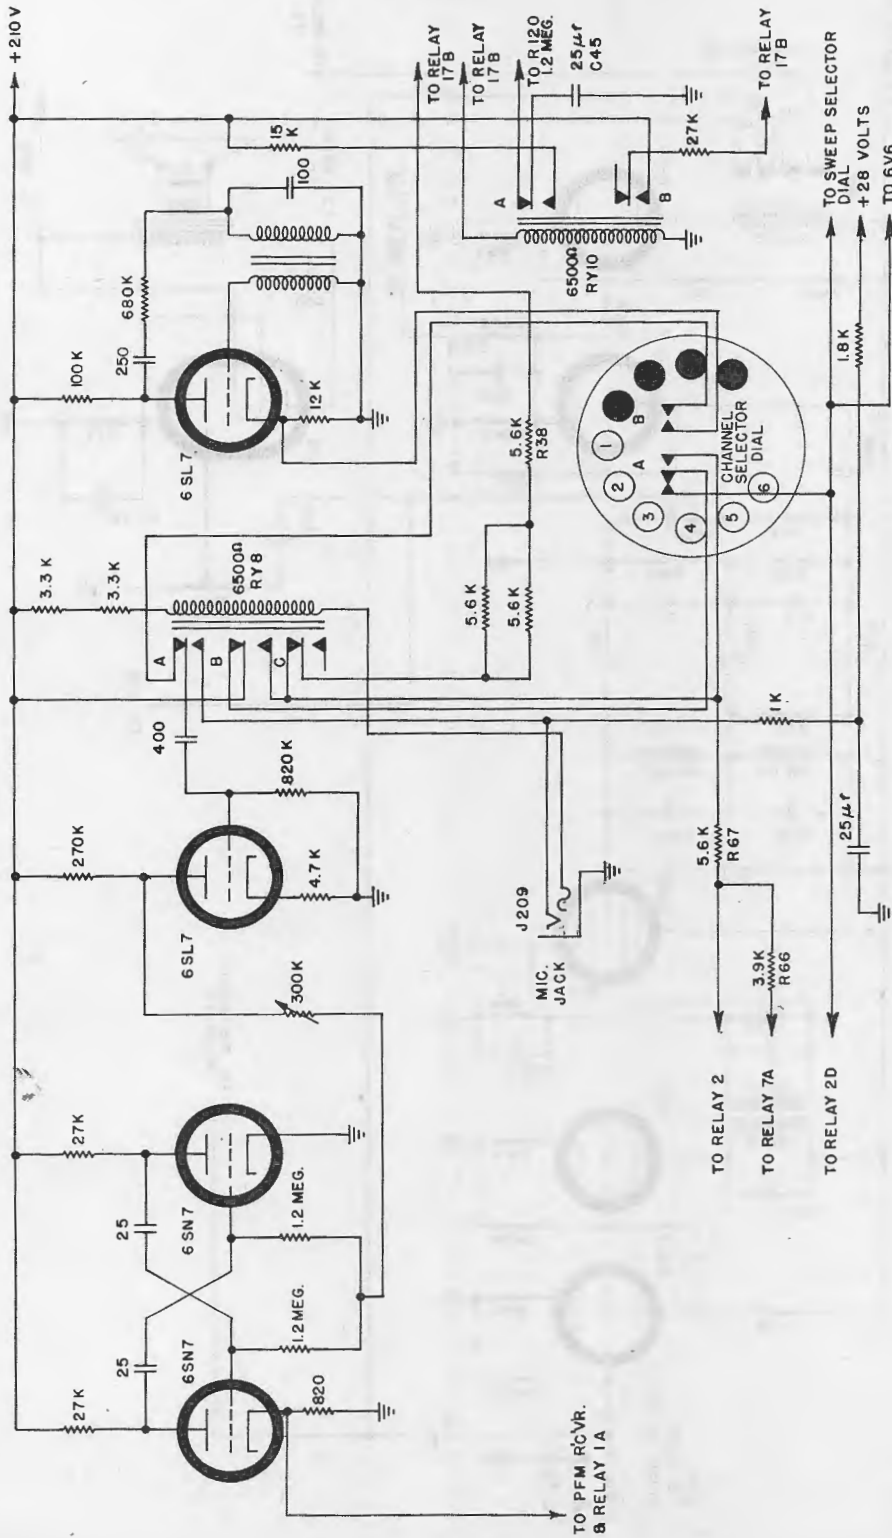 +210V
27K
25
6SN7
820
1.2 MEG.
TO PFM R'C'VR.
& RELAY 1A
27K
25
6SN7
1.2 MEG.
300K
270K
6SL7
820K
4.7K
400
3.3K
3.3K
6500Ω
RY8
A
B
C
100K
250
680K
6SL7
12K
100
15
K
TO RELAY
17B
TO RELAY
17B
TO R120
1.2 MEG.
25μf
C45
A
B
6500Ω
RY10
27K
TO RELAY
17B
5.6K
R38
5.6K
5.6K
MIC.
JACK
J209
1
2
3
4
5
6
A
B
CHANNEL
SELECTOR
DIAL
5.6K
R67
3.9K
R66
1K
25μf
1.8K
TO RELAY 2
TO RELAY 7A
TO RELAY 2D
TO SWEEP SELECTOR
DIAL
+28 VOLTS
TO 6V6